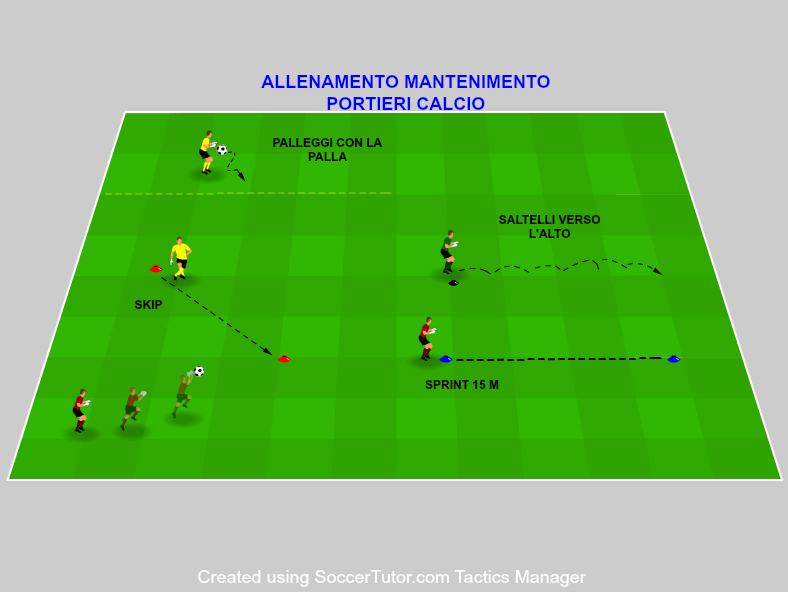 ALLENAMENTO MANTENIMENTO
PORTIERI CALCIO
PALLEGGI CON LA
PALLA
SALTELLI VERSO
L'ALTO
SKIP
SPRINT 15 M
Created using SoccerTutor.com Tactics Manager